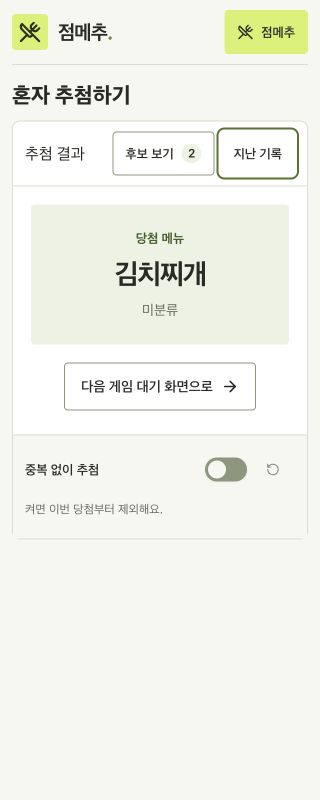 점메추.
점메추
혼자 추첨하기
추첨 결과
후보 보기 2
지난 기록
당첨 메뉴
김치찌개
미분류
다음 게임 대기 화면으로 →
중복 없이 추첨
켜면 이번 당첨부터 제외해요.